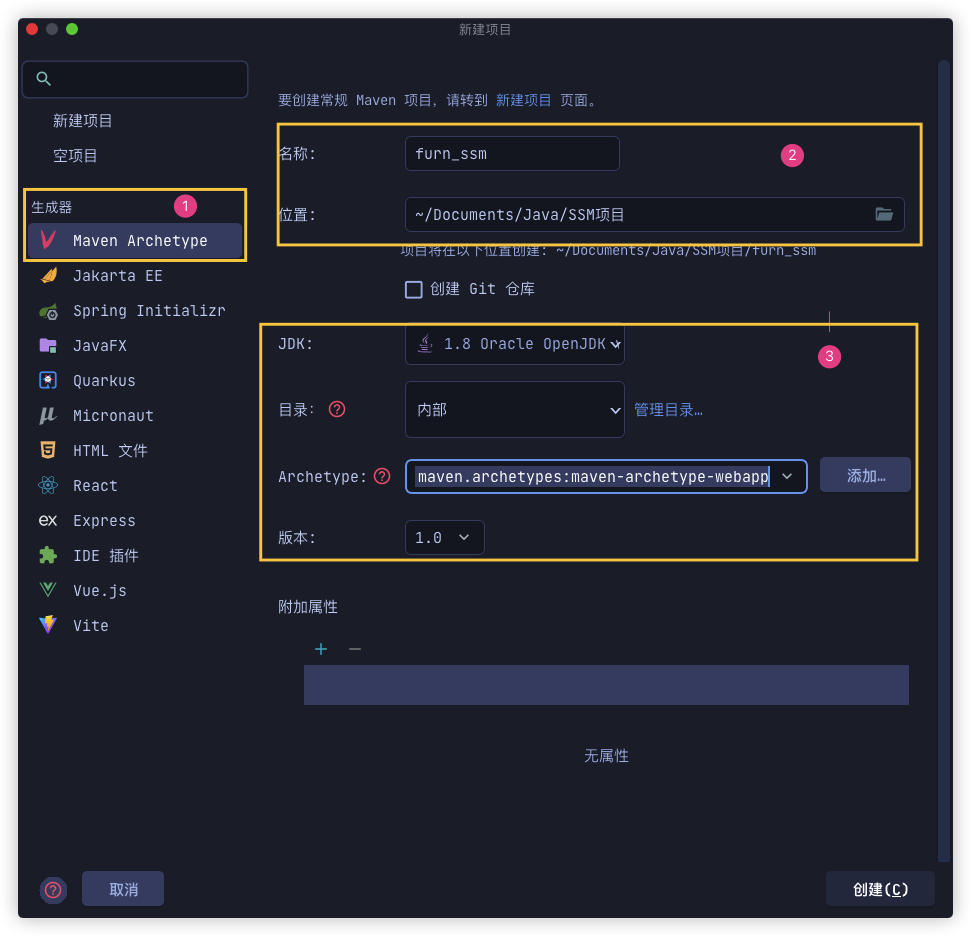 新建项目
新建项目
空项目
生成器
1
Maven Archetype
Jakarta EE
Spring Initializr
JavaFX
Quarkus
Micronaut
HTML 文件
React
ex Express
IDE 插件
Vue.js
Vite
要创建常规 Maven 项目，请转到 新建项目 页面。
名称：
furn_ssm
2
位置：
~/Documents/Java/SSM项目
项目将在以下位置创建：~/Documents/Java/SSM项目/furn_ssm
创建 Git 仓库
JDK:
1.8 Oracle OpenJDK
3
目录： ?
内部
管理目录…
Archetype: ?
maven.archetypes:maven-archetype-webapp
添加…
版本：
1.0
附加属性
+ −
无属性
?
取消
创建(C)